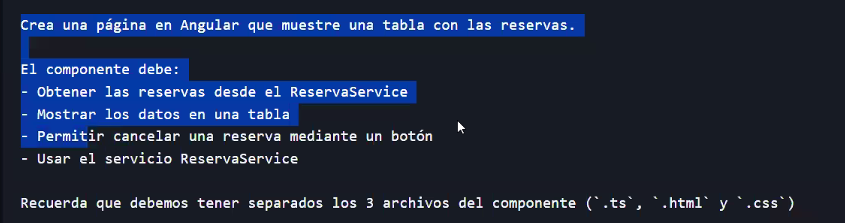 Crea una página en Angular que muestre una tabla con las reservas.
El componente debe:
- Obtener las reservas desde el ReservaService
- Mostrar los datos en una tabla
- Permitir cancelar una reserva mediante un botón
- Usar el servicio ReservaService
Recuerda que debemos tener separados los 3 archivos del componente (`.ts`, `.html` y `.css`)